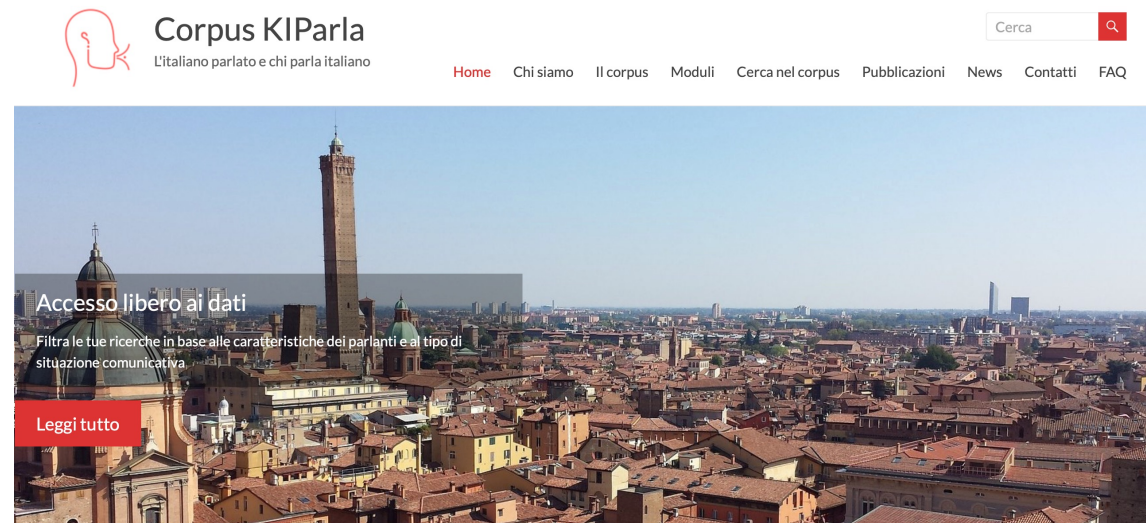 Corpus KIParla
L'italiano parlato e chi parla italiano
Cerca
Home Chi siamo Il corpus Moduli Cerca nel corpus Pubblicazioni News Contatti FAQ
Accesso libero ai dati
Filtra le tue ricerche in base alle caratteristiche dei parlanti e al tipo di
situazione comunicativa
Leggi tutto